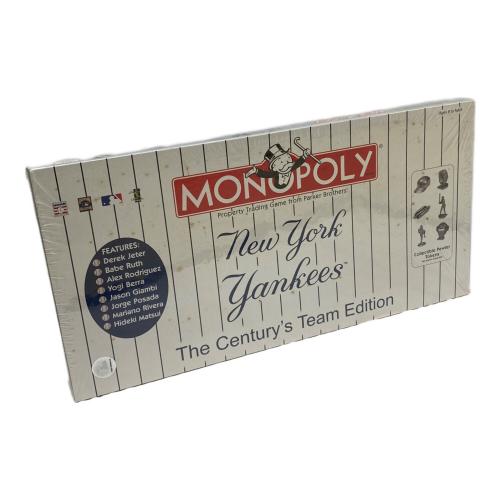 MONOPOLY
Property Trading Game from Parker Brothers
New York
Yankees™
The Century's Team Edition
FEATURES:
Derek Jeter
Babe Ruth
Alex Rodriguez
Yogi Berra
Jason Giambi
Jorge Posada
Mariano Rivera
Hideki Matsui
Collectible Pewter
Tokens